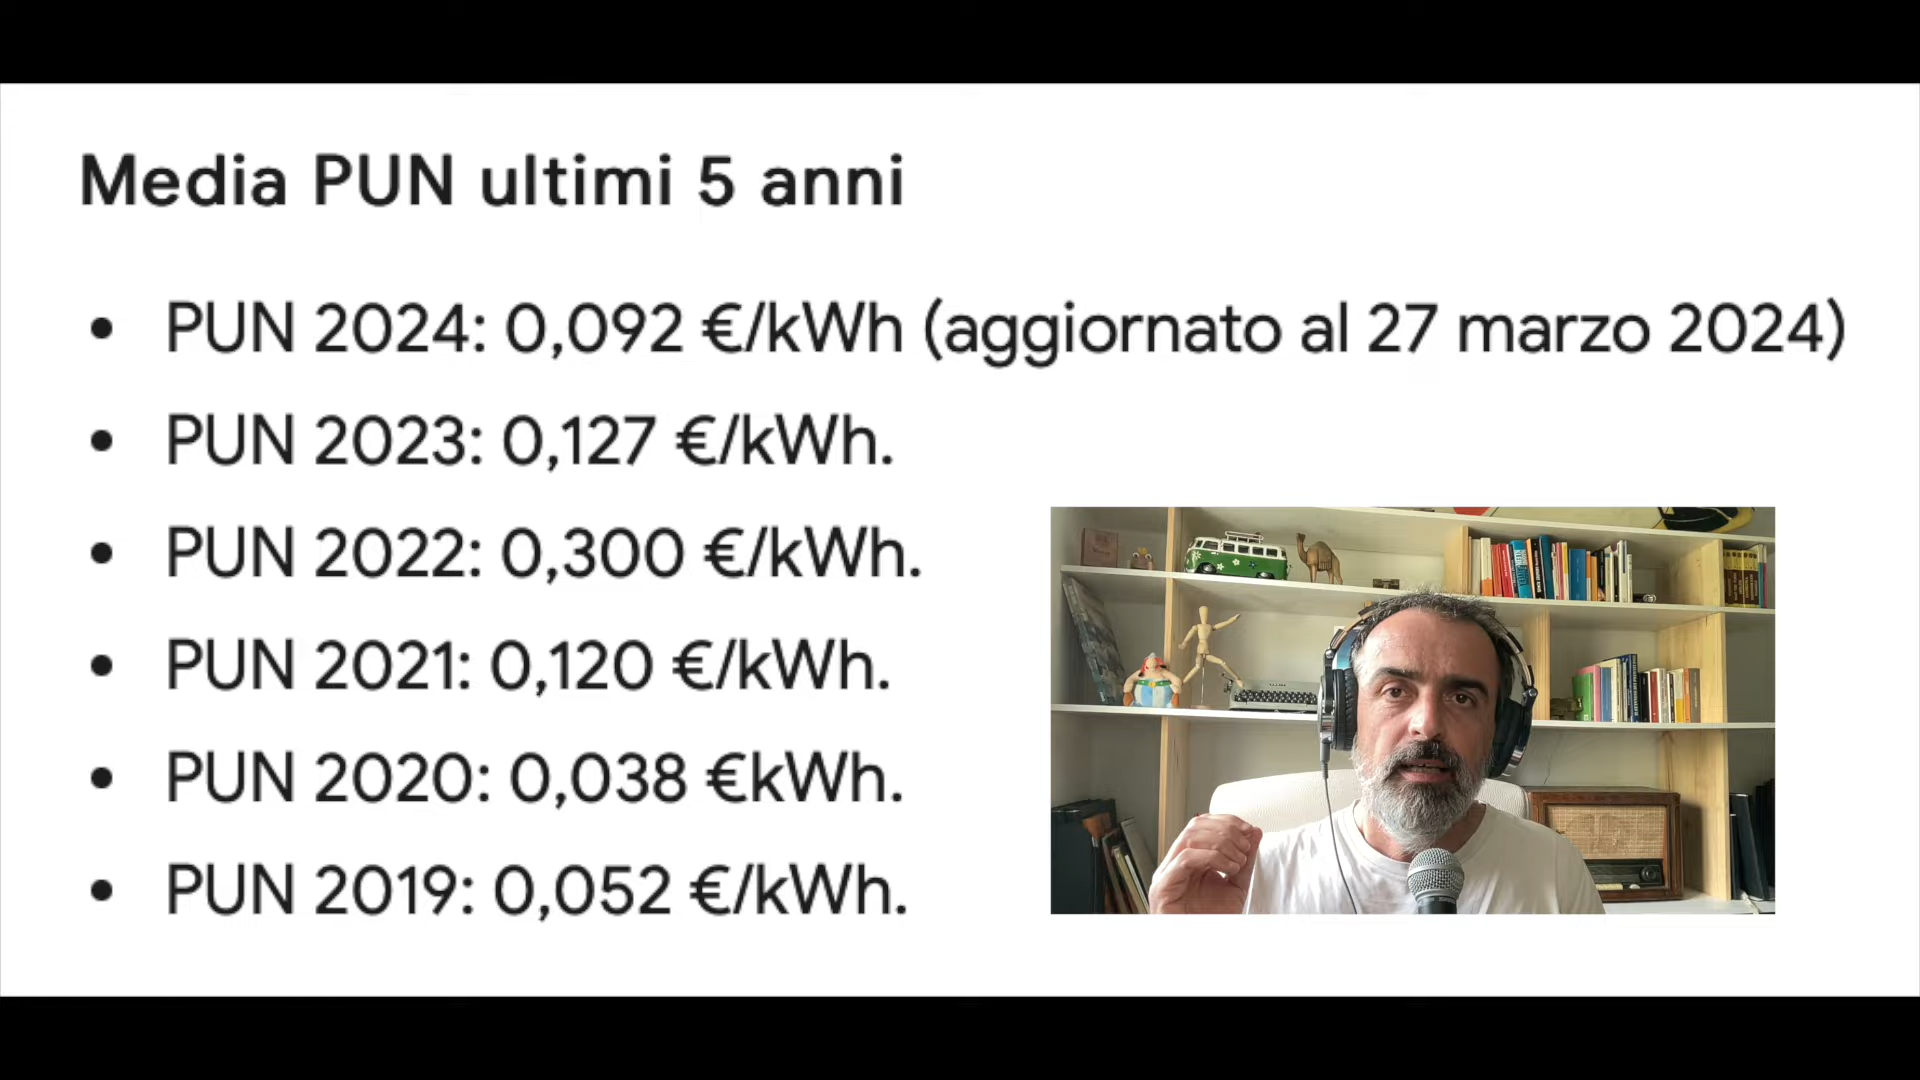 Media PUN ultimi 5 anni
• PUN 2024: 0,092 €/kWh (aggiornato al 27 marzo 2024)
• PUN 2023: 0,127 €/kWh.
• PUN 2022: 0,300 €/kWh.
• PUN 2021: 0,120 €/kWh.
• PUN 2020: 0,038 €kWh.
• PUN 2019: 0,052 €/kWh.